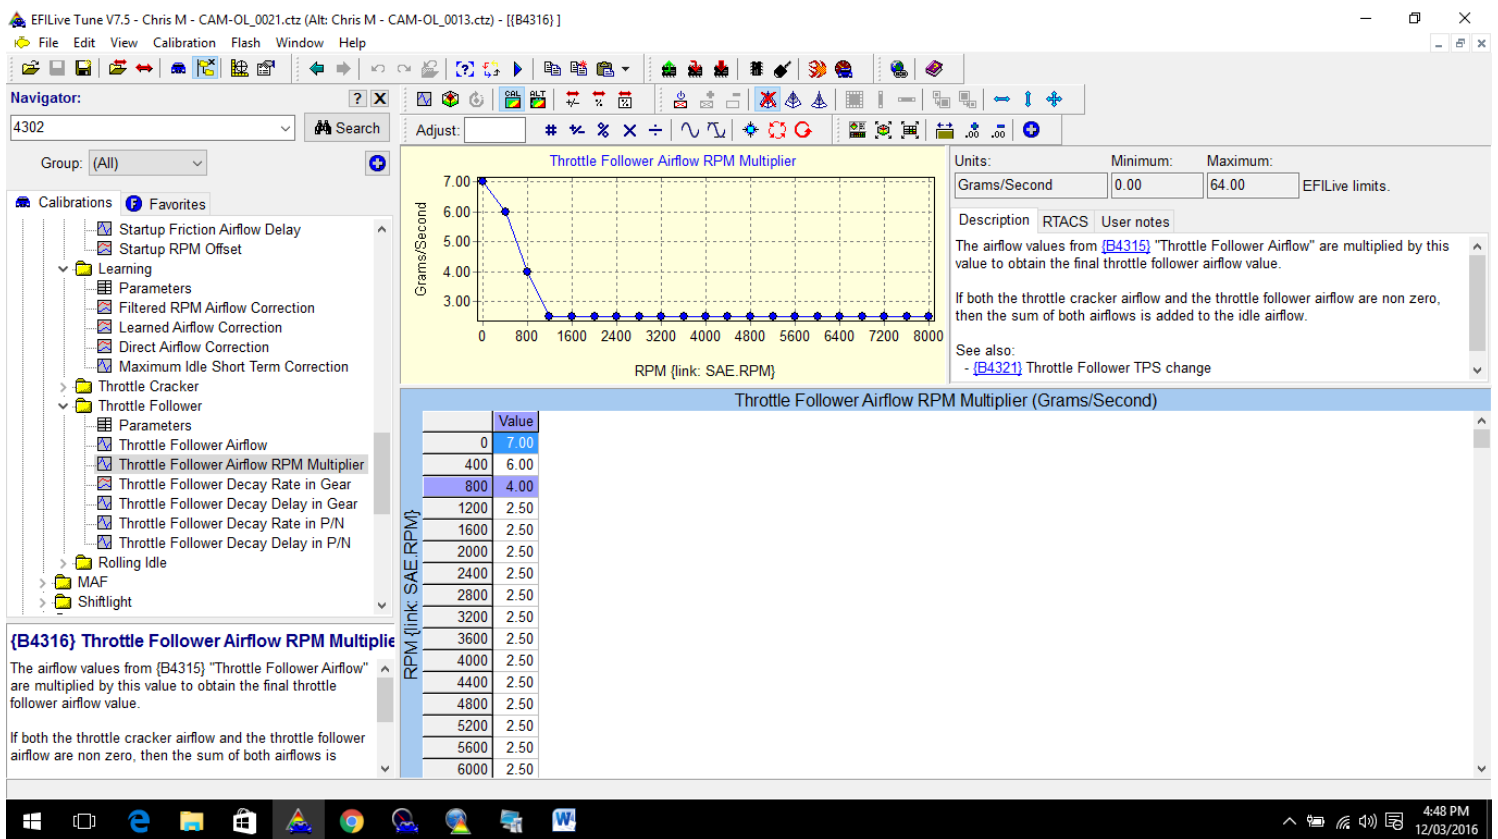 EFILive Tune V7.5 - Chris M - CAM-OL_0021.ctz (Alt: Chris M - CAM-OL_0013.ctz) - [{B4316} ]
File Edit View Calibration Flash Window Help
Navigator:
4302
Search
Group: (All)
Calibrations
Favorites
Startup Friction Airflow Delay
Startup RPM Offset
Learning
Parameters
Filtered RPM Airflow Correction
Learned Airflow Correction
Direct Airflow Correction
Maximum Idle Short Term Correction
Throttle Cracker
Throttle Follower
Parameters
Throttle Follower Airflow
Throttle Follower Airflow RPM Multiplier
Throttle Follower Decay Rate in Gear
Throttle Follower Decay Delay in Gear
Throttle Follower Decay Rate in P/N
Throttle Follower Decay Delay in P/N
Rolling Idle
MAF
Shiftlight
{B4316} Throttle Follower Airflow RPM Multiplie
The airflow values from {B4315} "Throttle Follower Airflow"
are multiplied by this value to obtain the final throttle
follower airflow value.
If both the throttle cracker airflow and the throttle follower
airflow are non zero, then the sum of both airflows is
CAL
ALT
Adjust:
Throttle Follower Airflow RPM Multiplier
Grams/Second
7.00
6.00
5.00
4.00
3.00
0 800 1600 2400 3200 4000 4800 5600 6400 7200 8000
RPM {link: SAE.RPM}
Units: Minimum: Maximum:
Grams/Second 0.00 64.00 EFILive limits.
Description RTACS User notes
The airflow values from {B4315} "Throttle Follower Airflow" are multiplied by this
value to obtain the final throttle follower airflow value.
If both the throttle cracker airflow and the throttle follower airflow are non zero,
then the sum of both airflows is added to the idle airflow.
See also:
- {B4321} Throttle Follower TPS change
Throttle Follower Airflow RPM Multiplier (Grams/Second)
RPM {link: SAE.RPM}
Value
0 7.00
400 6.00
800 4.00
1200 2.50
1600 2.50
2000 2.50
2400 2.50
2800 2.50
3200 2.50
3600 2.50
4000 2.50
4400 2.50
4800 2.50
5200 2.50
5600 2.50
6000 2.50
4:48 PM
12/03/2016